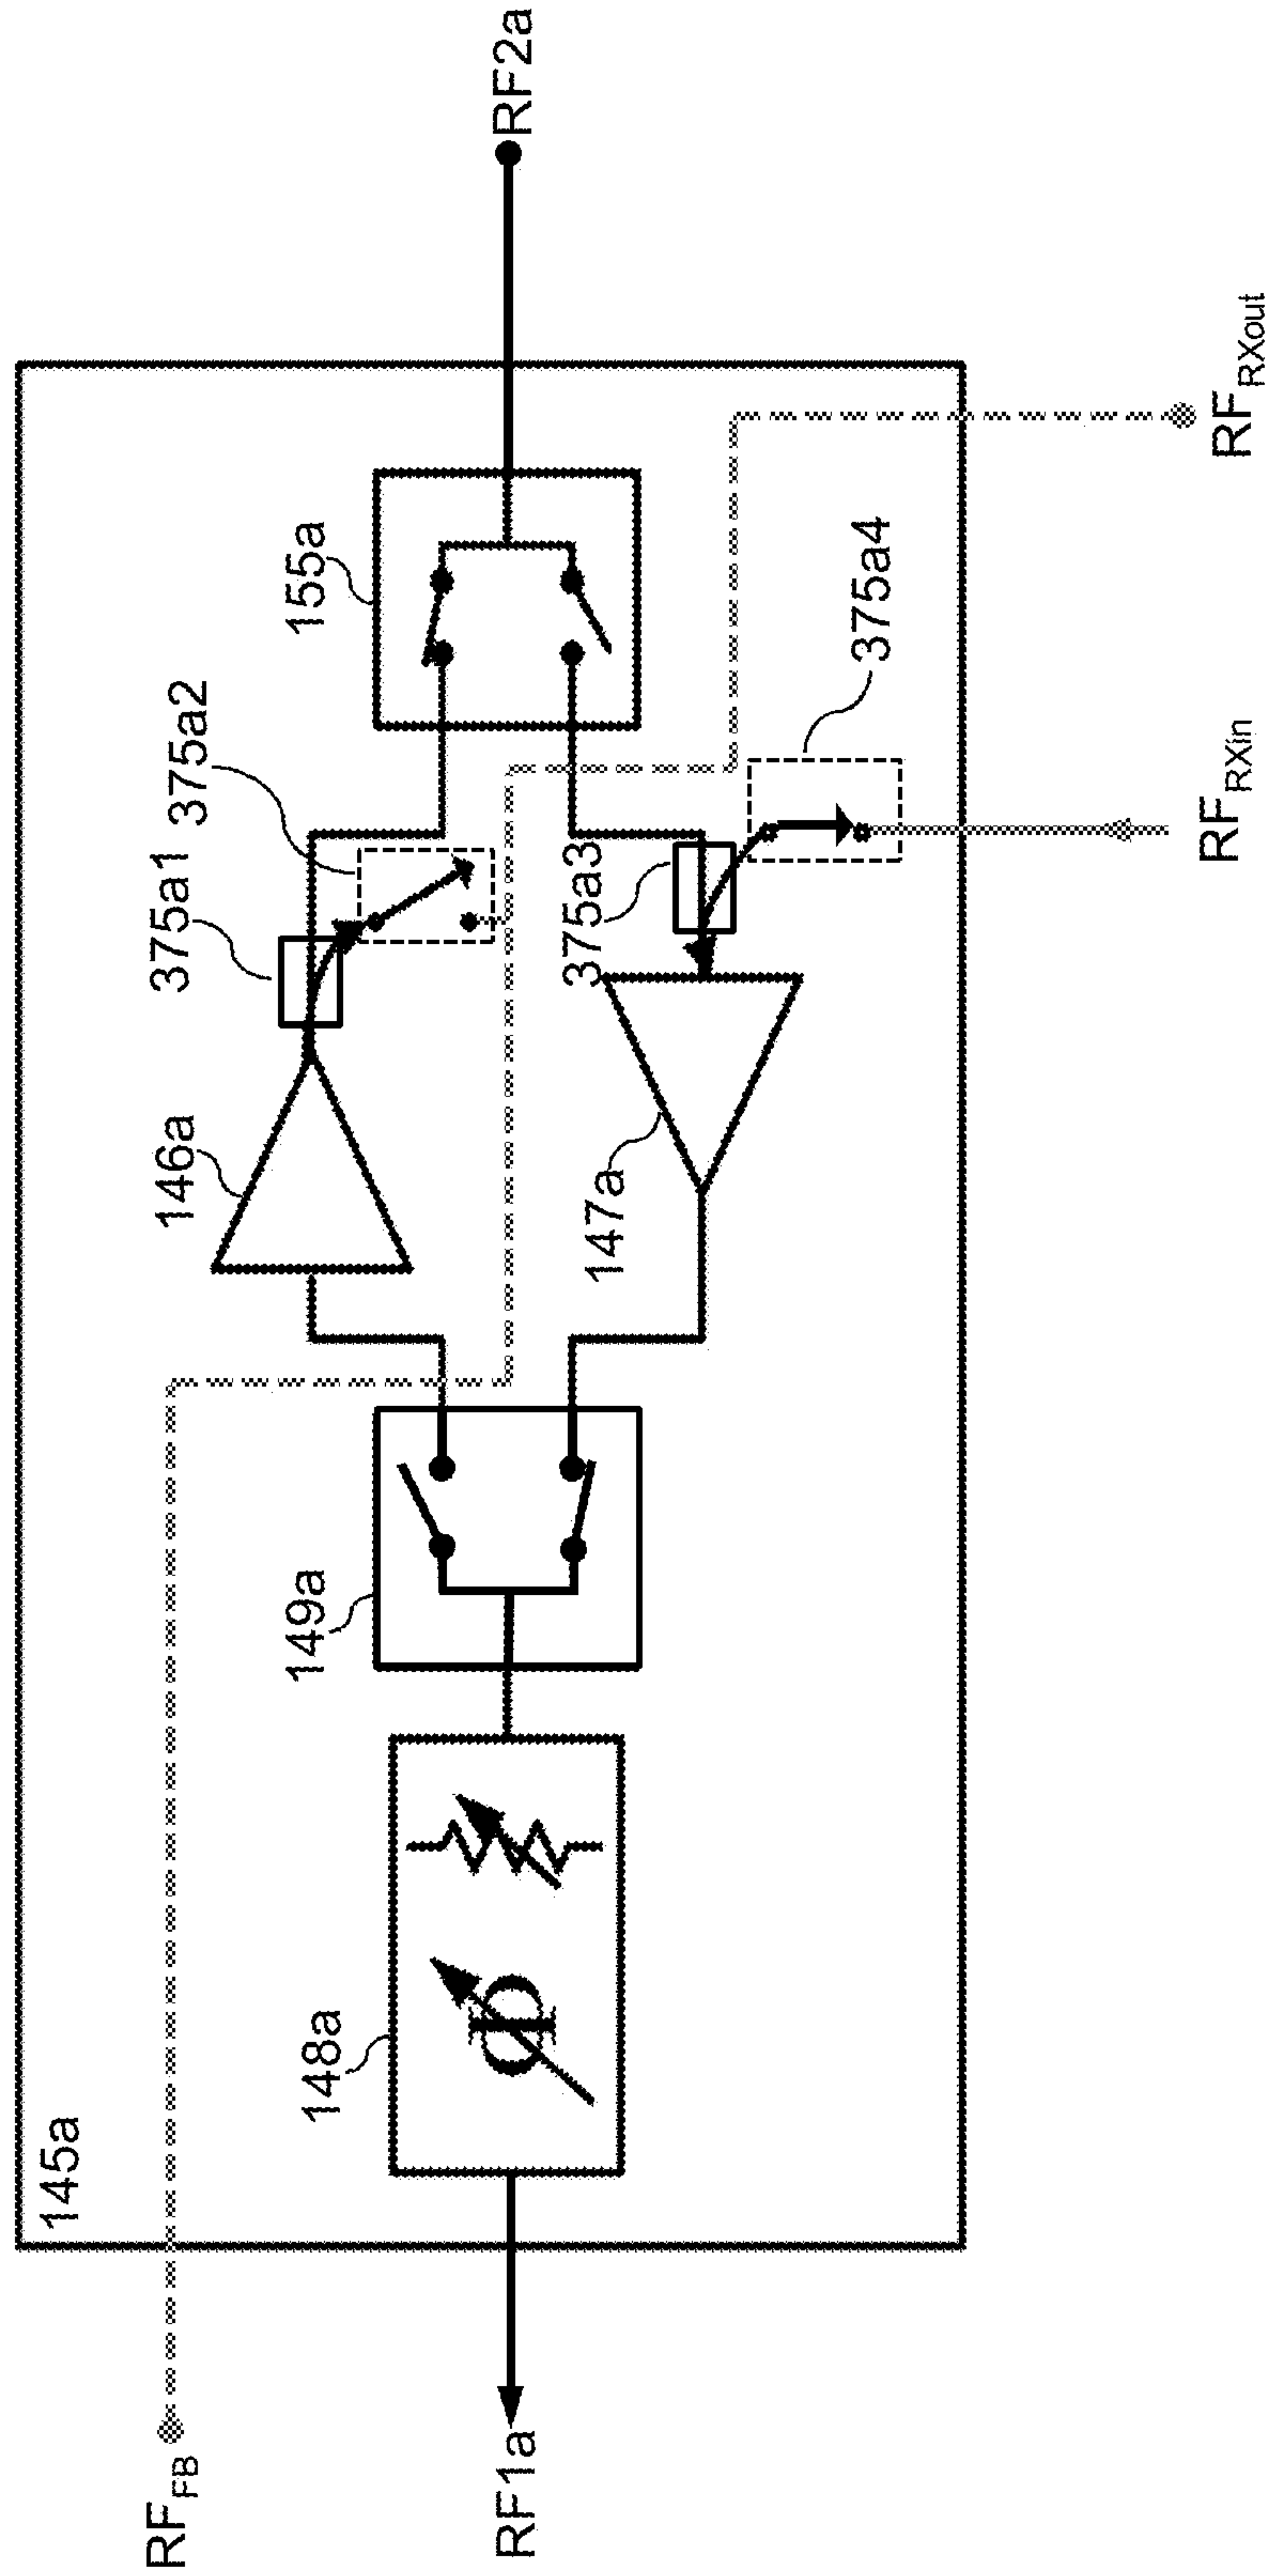 145a
RF2a
155a
375a2
375a1
146a
375a3
375a4
147a
149a
148a
Φ
RF_FB
RF1a
RF_RXin
RF_RXout